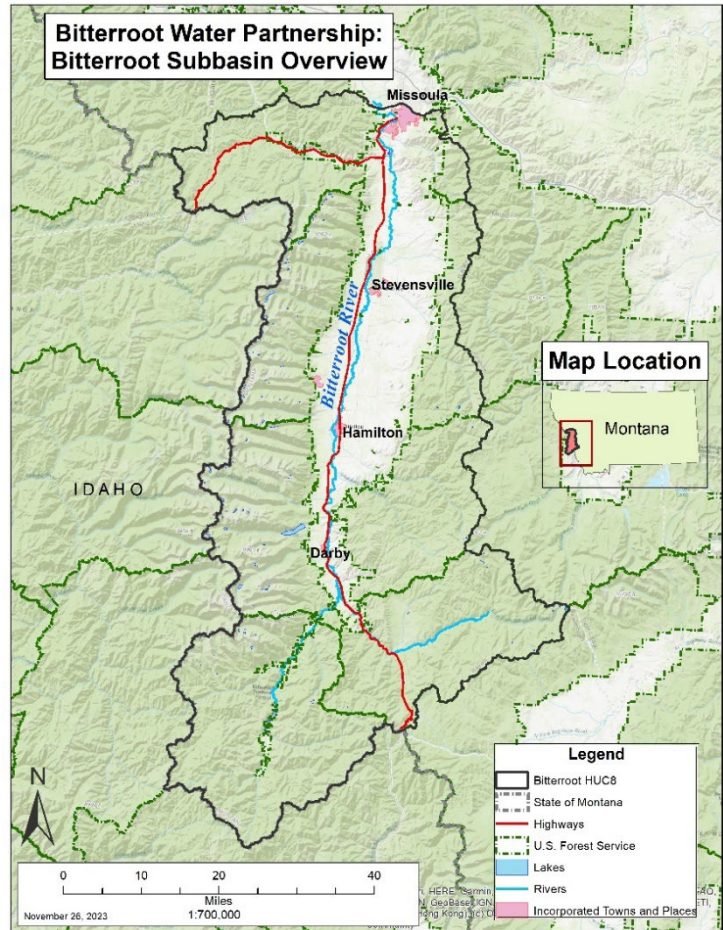 Bitterroot Water Partnership:
Bitterroot Subbasin Overview
Missoula
Stevensville
Bitterroot River
Map Location
Montana
Hamilton
IDAHO
Darby
N
Legend
Bitterroot HUC8
State of Montana
Highways
U.S. Forest Service
Lakes
Rivers
Incorporated Towns and Places
0 10 20 40
Miles
November 26, 2023
1:700,000